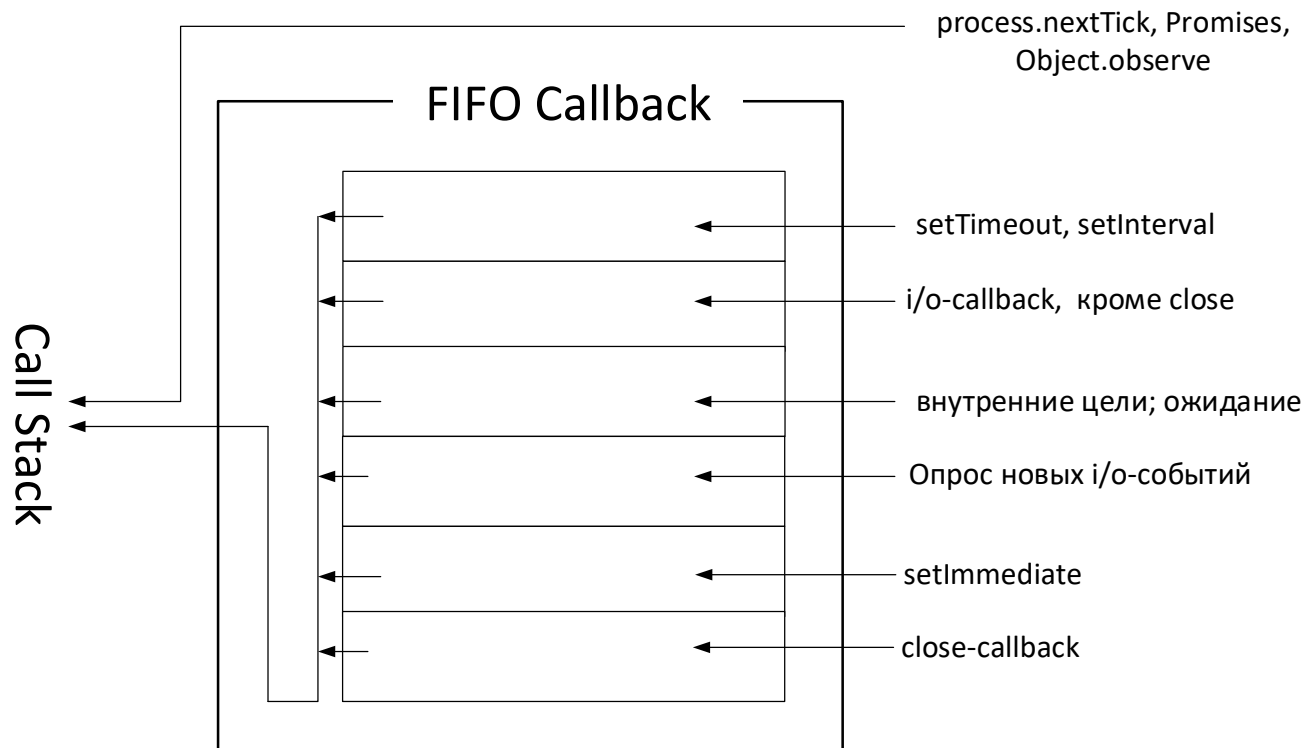 process.nextTick, Promises,
Object.observe
FIFO Callback
setTimeout, setInterval
i/o-callback, кроме close
Call Stack
внутренние цели; ожидание
Опрос новых i/o-событий
setImmediate
close-callback